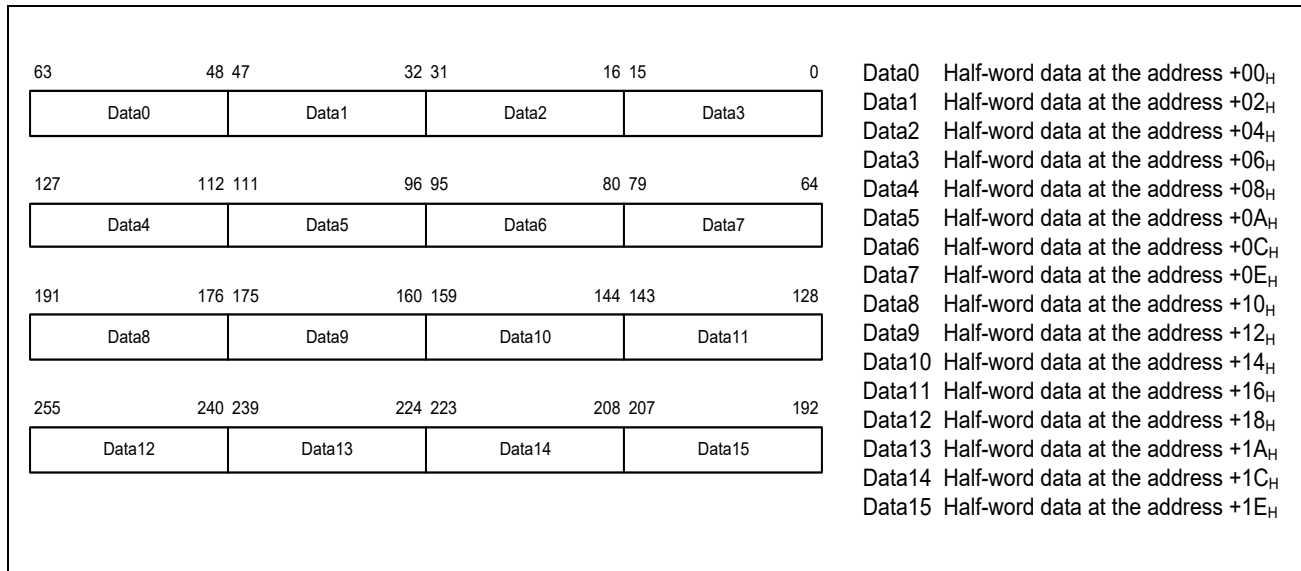 63 48 47 32 31 16 15 0
Data0 Data1 Data2 Data3
127 112 111 96 95 80 79 64
Data4 Data5 Data6 Data7
191 176 175 160 159 144 143 128
Data8 Data9 Data10 Data11
255 240 239 224 223 208 207 192
Data12 Data13 Data14 Data15
Data0 Half-word data at the address +00H
Data1 Half-word data at the address +02H
Data2 Half-word data at the address +04H
Data3 Half-word data at the address +06H
Data4 Half-word data at the address +08H
Data5 Half-word data at the address +0AH
Data6 Half-word data at the address +0CH
Data7 Half-word data at the address +0EH
Data8 Half-word data at the address +10H
Data9 Half-word data at the address +12H
Data10 Half-word data at the address +14H
Data11 Half-word data at the address +16H
Data12 Half-word data at the address +18H
Data13 Half-word data at the address +1AH
Data14 Half-word data at the address +1CH
Data15 Half-word data at the address +1EH